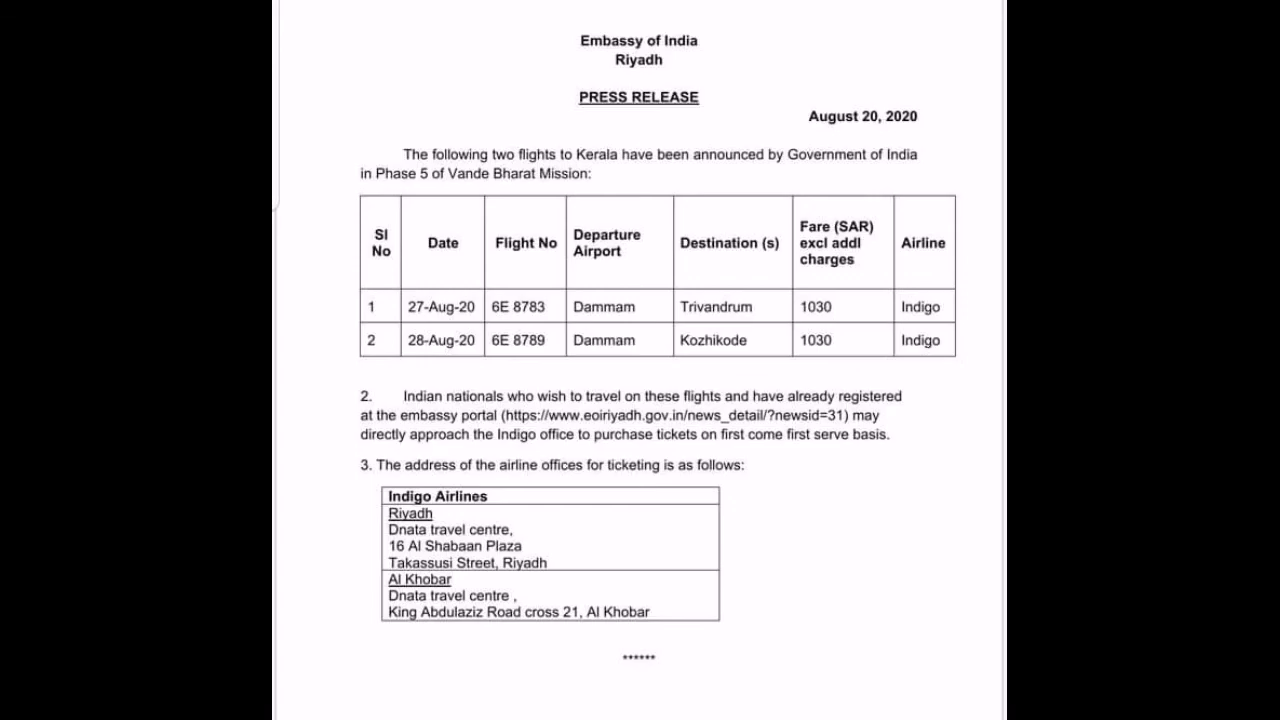 Embassy of India
Riyadh
PRESS RELEASE
August 20, 2020
The following two flights to Kerala have been announced by Government of India
in Phase 5 of Vande Bharat Mission:
Sl No Date Flight No Departure Airport Destination (s) Fare (SAR) excl addl charges Airline
1 27-Aug-20 6E 8783 Dammam Trivandrum 1030 Indigo
2 28-Aug-20 6E 8789 Dammam Kozhikode 1030 Indigo
2. Indian nationals who wish to travel on these flights and have already registered
at the embassy portal (https://www.eoiriyadh.gov.in/news_detail/?newsid=31) may
directly approach the Indigo office to purchase tickets on first come first serve basis.
3. The address of the airline offices for ticketing is as follows:
Indigo Airlines
Riyadh
Dnata travel centre,
16 Al Shabaan Plaza
Takassusi Street, Riyadh
Al Khobar
Dnata travel centre ,
King Abdulaziz Road cross 21, Al Khobar
******